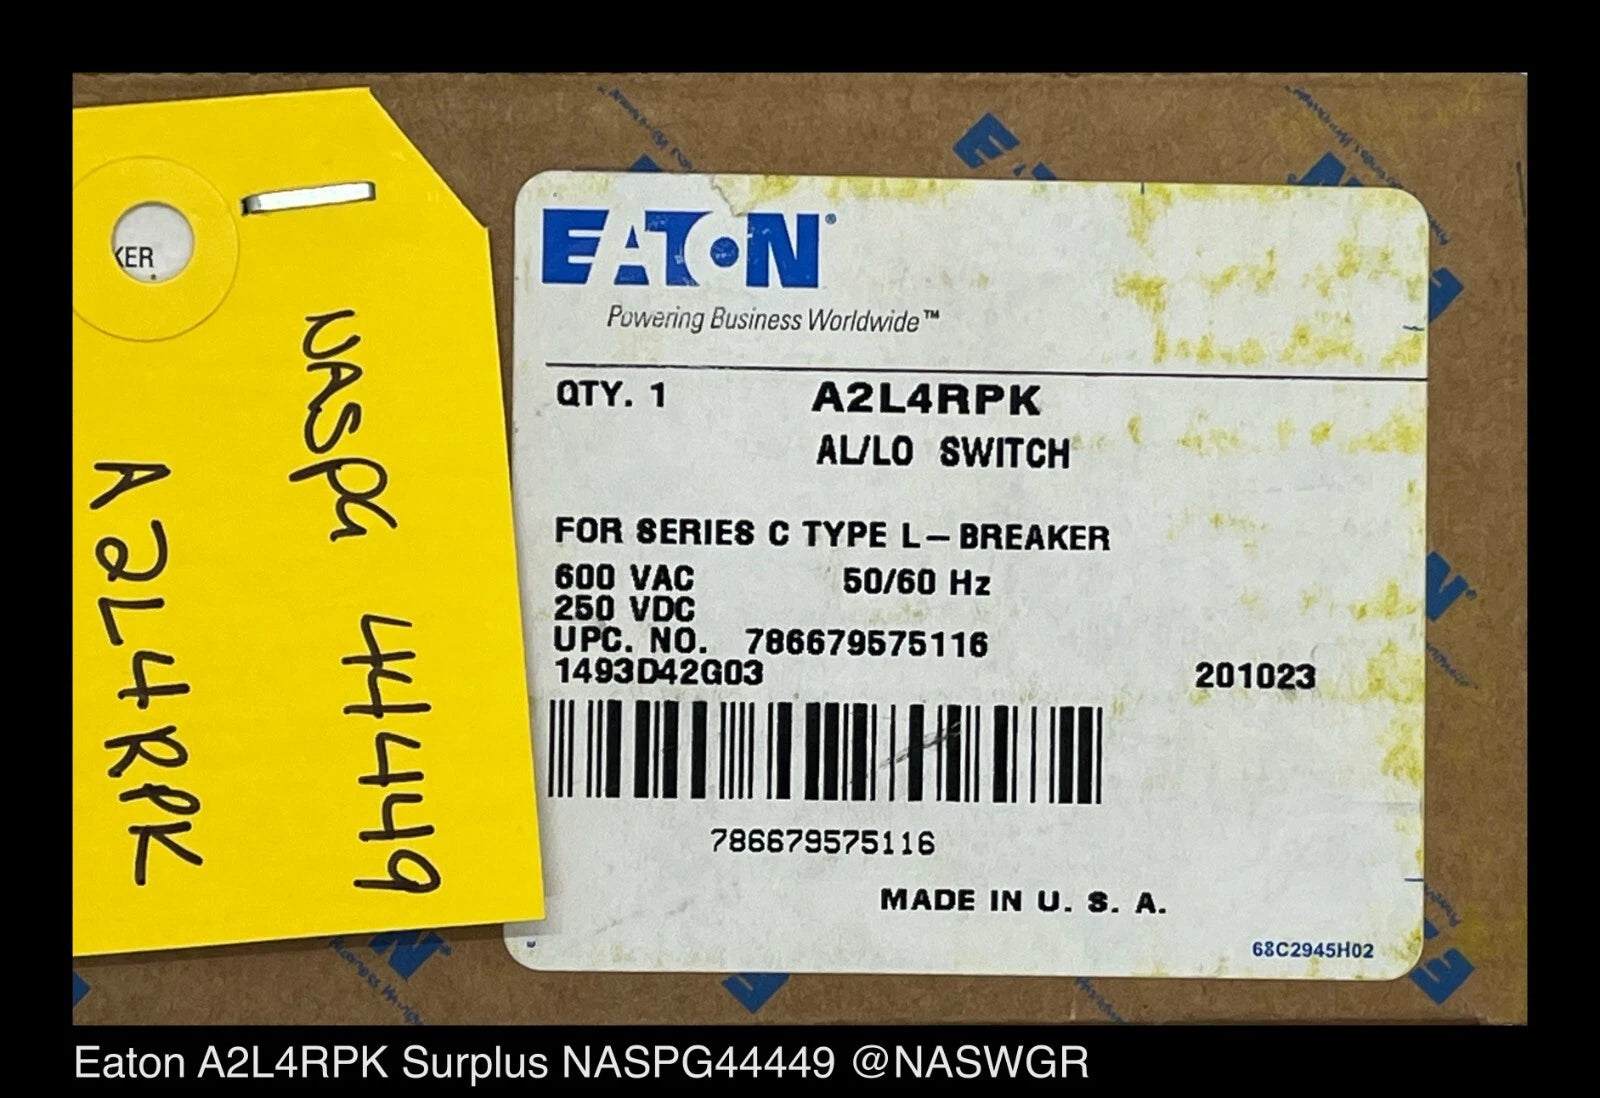 KER
NASPG 44449
A2L4RPK
EATON®
Powering Business Worldwide™
QTY. 1 A2L4RPK
AL/LO SWITCH
FOR SERIES C TYPE L-BREAKER
600 VAC 50/60 Hz
250 VDC
UPC. NO. 786679575116
1493D42G03 201023
786679575116
MADE IN U. S. A.
68C2945H02
Eaton A2L4RPK Surplus NASPG44449 @NASWGR